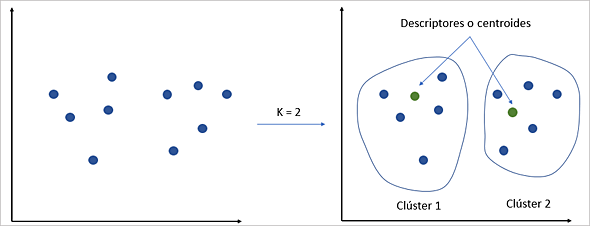 Descriptores o centroides
K = 2
Clúster 1
Clúster 2